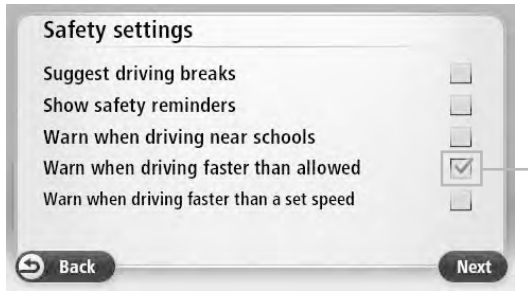 Safety settings
Suggest driving breaks
Show safety reminders
Warn when driving near schools
Warn when driving faster than allowed
Warn when driving faster than a set speed
Back
Next